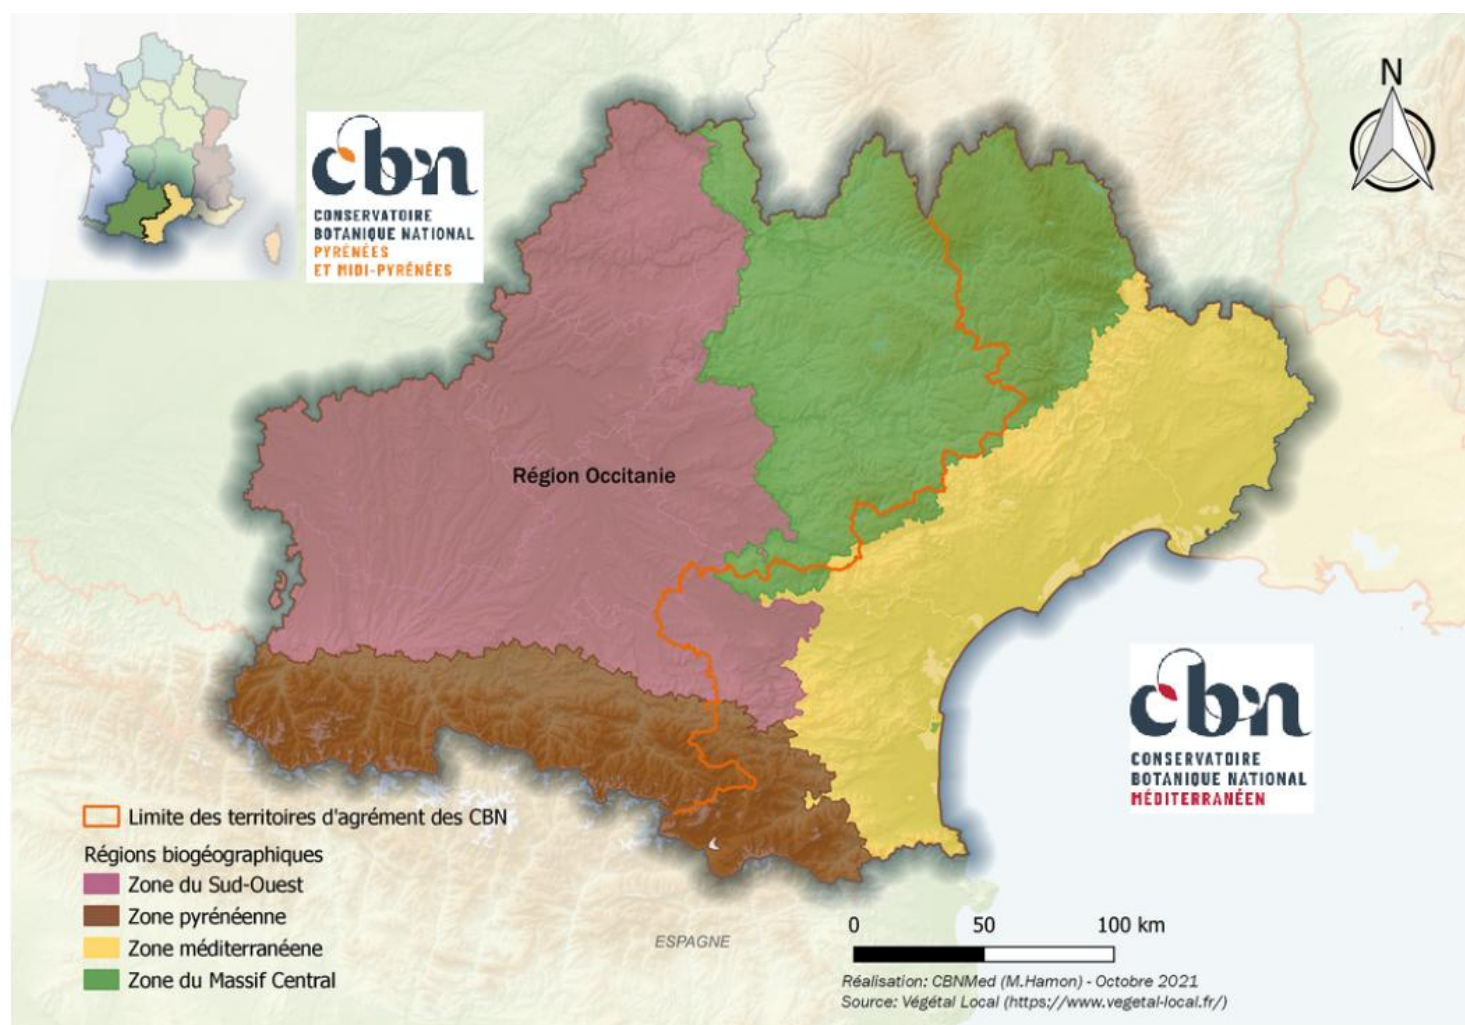 N
cbn
CONSERVATOIRE
BOTANIQUE NATIONAL
PYRÉNÉES
ET MIDI-PYRÉNÉES
Région Occitanie
cbn
CONSERVATOIRE
BOTANIQUE NATIONAL
MÉDITERRANÉEN
Limite des territoires d'agrément des CBN
Régions biogéographiques
Zone du Sud-Ouest
Zone pyrénéenne
Zone méditerranéene
Zone du Massif Central
ESPAGNE
0 50 100 km
Réalisation: CBNMed (M.Hamon) - Octobre 2021
Source: Végétal Local (https://www.vegetal-local.fr/)